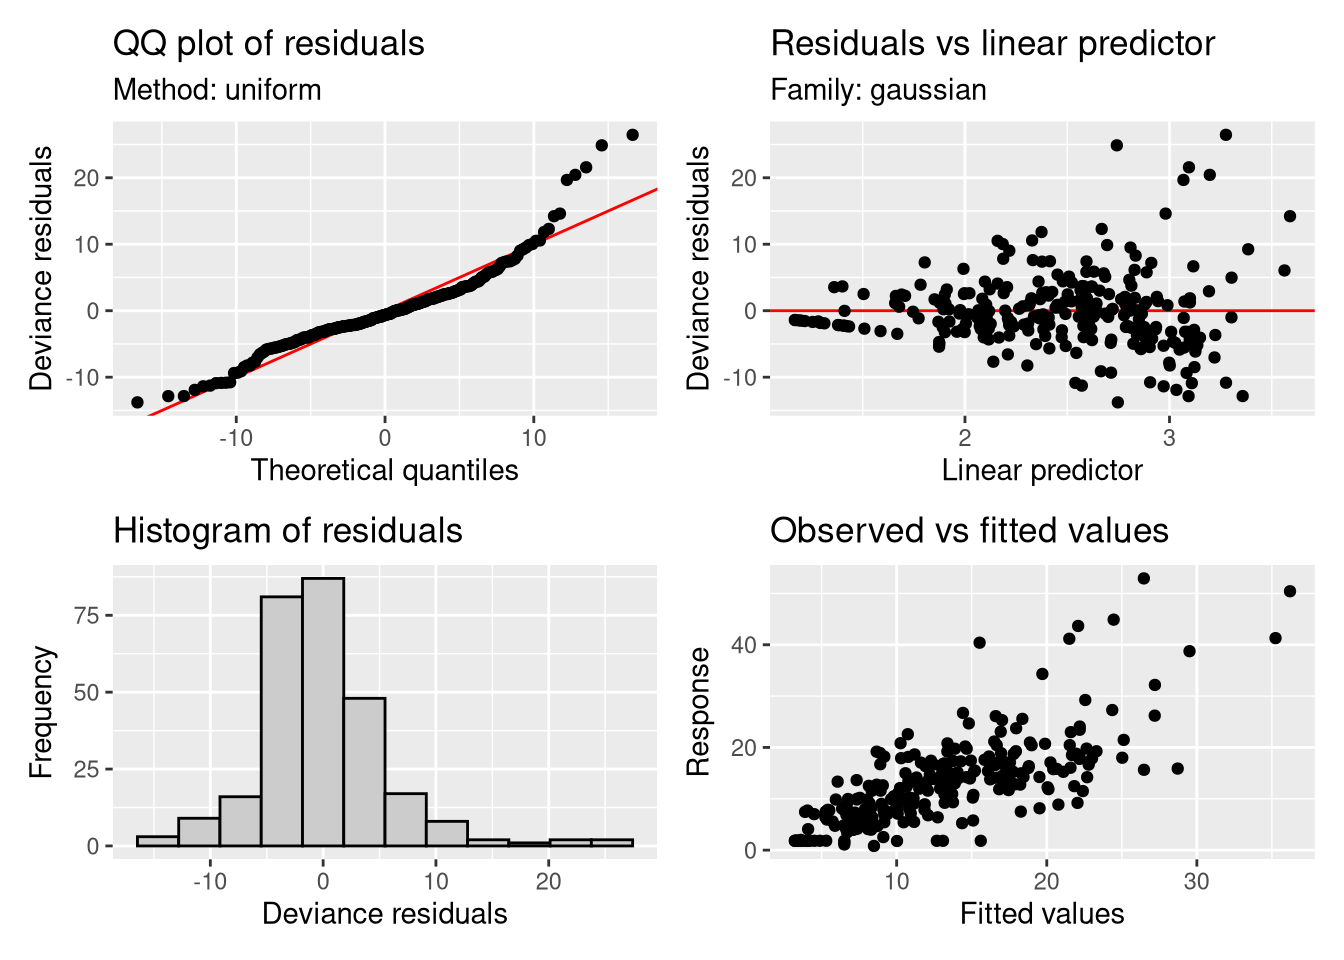 QQ plot of residuals
Method: uniform
Deviance residuals
20
10
0
-10
-10
0
10
Theoretical quantiles
Residuals vs linear predictor
Family: gaussian
Deviance residuals
20
10
0
-10
2
3
Linear predictor
Histogram of residuals
Frequency
75
50
25
0
-10
0
10
20
Deviance residuals
Observed vs fitted values
Response
40
20
0
10
20
30
Fitted values